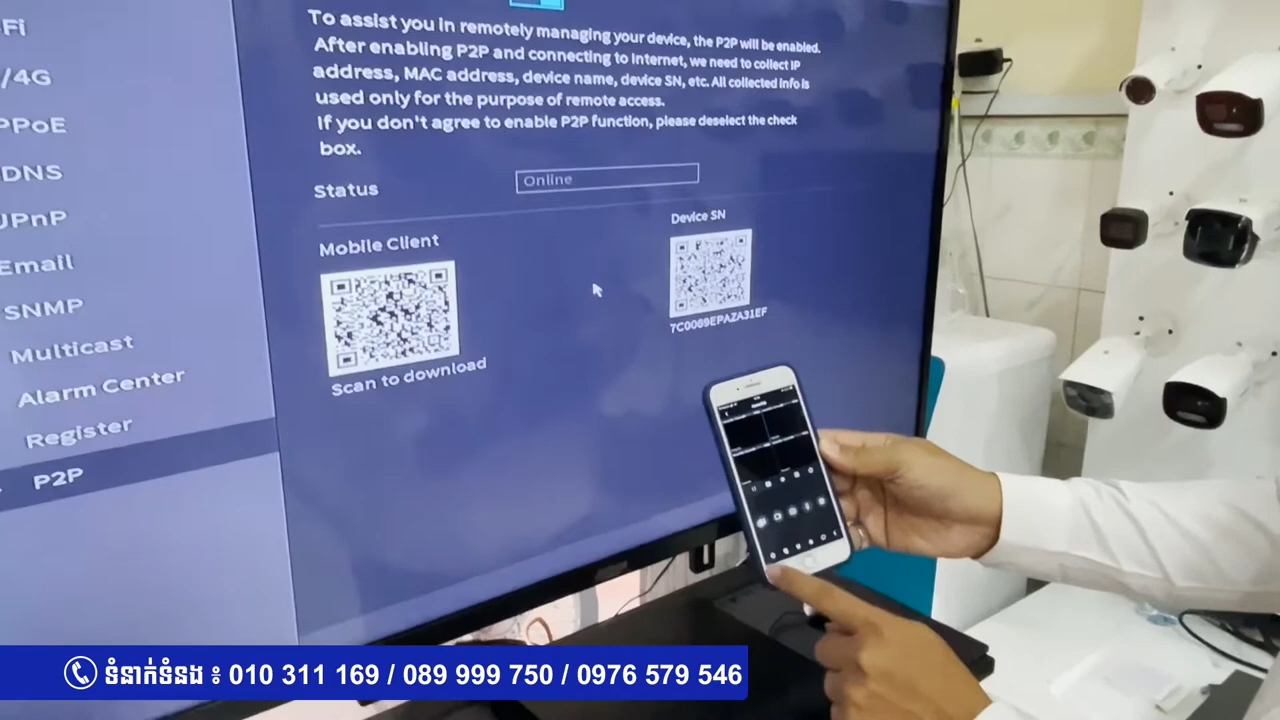 To assist you in remotely managing your device, the P2P will be enabled.
After enabling P2P and connecting to Internet, we need to collect IP
address, MAC address, device name, device SN, etc. All collected info is
used only for the purpose of remote access.
If you don't agree to enable P2P function, please deselect the check
box.
Status
Online
Mobile Client
Scan to download
Device SN
7C0069EPAZA31EF
Fi
/4G
PPoE
DNS
UPnP
Email
SNMP
Multicast
Alarm Center
Register
P2P
ទំនាក់ទំនង ៖ 010 311 169 / 089 999 750 / 0976 579 546